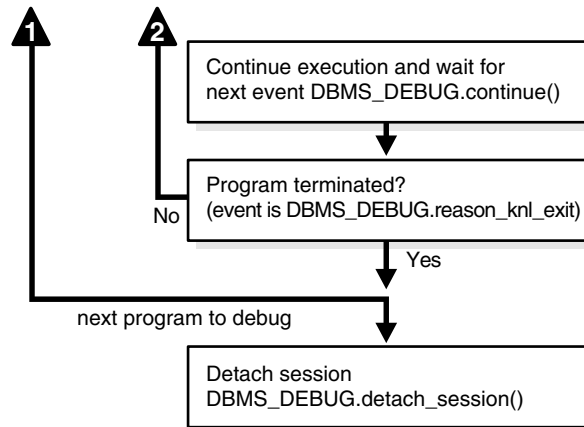 1
2
Continue execution and wait for
next event DBMS_DEBUG.continue()
Program terminated?
(event is DBMS_DEBUG.reason_knl_exit)
No
Yes
next program to debug
Detach session
DBMS_DEBUG.detach_session()